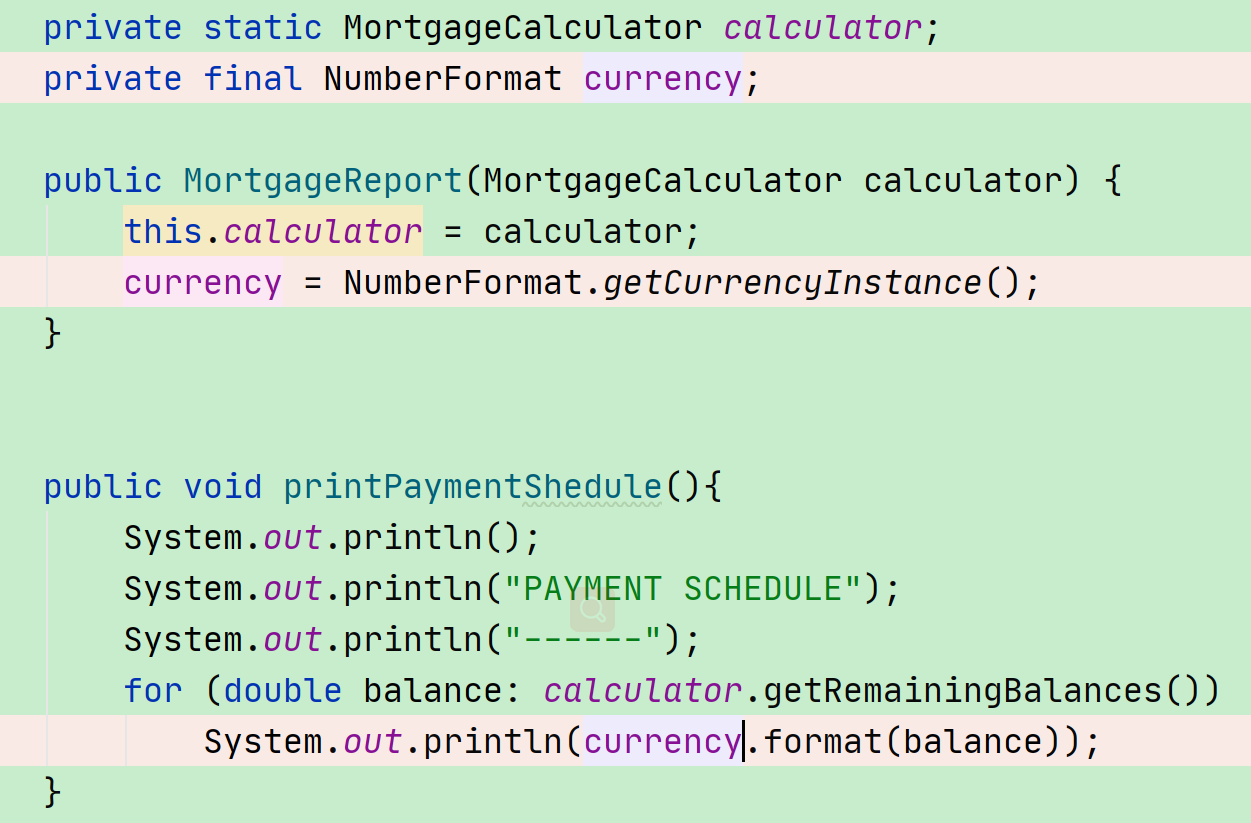 private static MortgageCalculator calculator;
private final NumberFormat currency;
public MortgageReport(MortgageCalculator calculator) {
this.calculator = calculator;
currency = NumberFormat.getCurrencyInstance();
}
public void printPaymentShedule(){
System.out.println();
System.out.println("PAYMENT SCHEDULE");
System.out.println("------");
for (double balance: calculator.getRemainingBalances())
System.out.println(currency.format(balance));
}